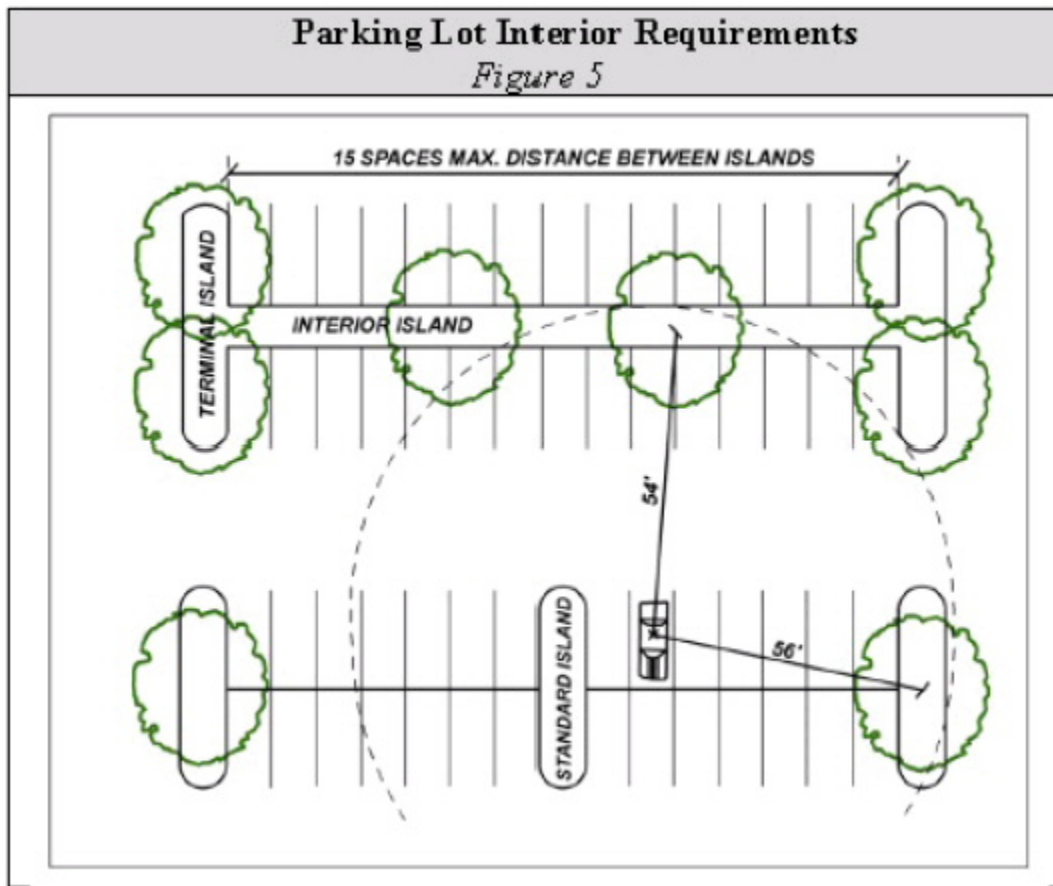 Parking Lot Interior Requirements
Figure 5
15 SPACES MAX. DISTANCE BETWEEN ISLANDS
TERMINAL ISLAND
INTERIOR ISLAND
54'
STANDARD ISLAND
56'